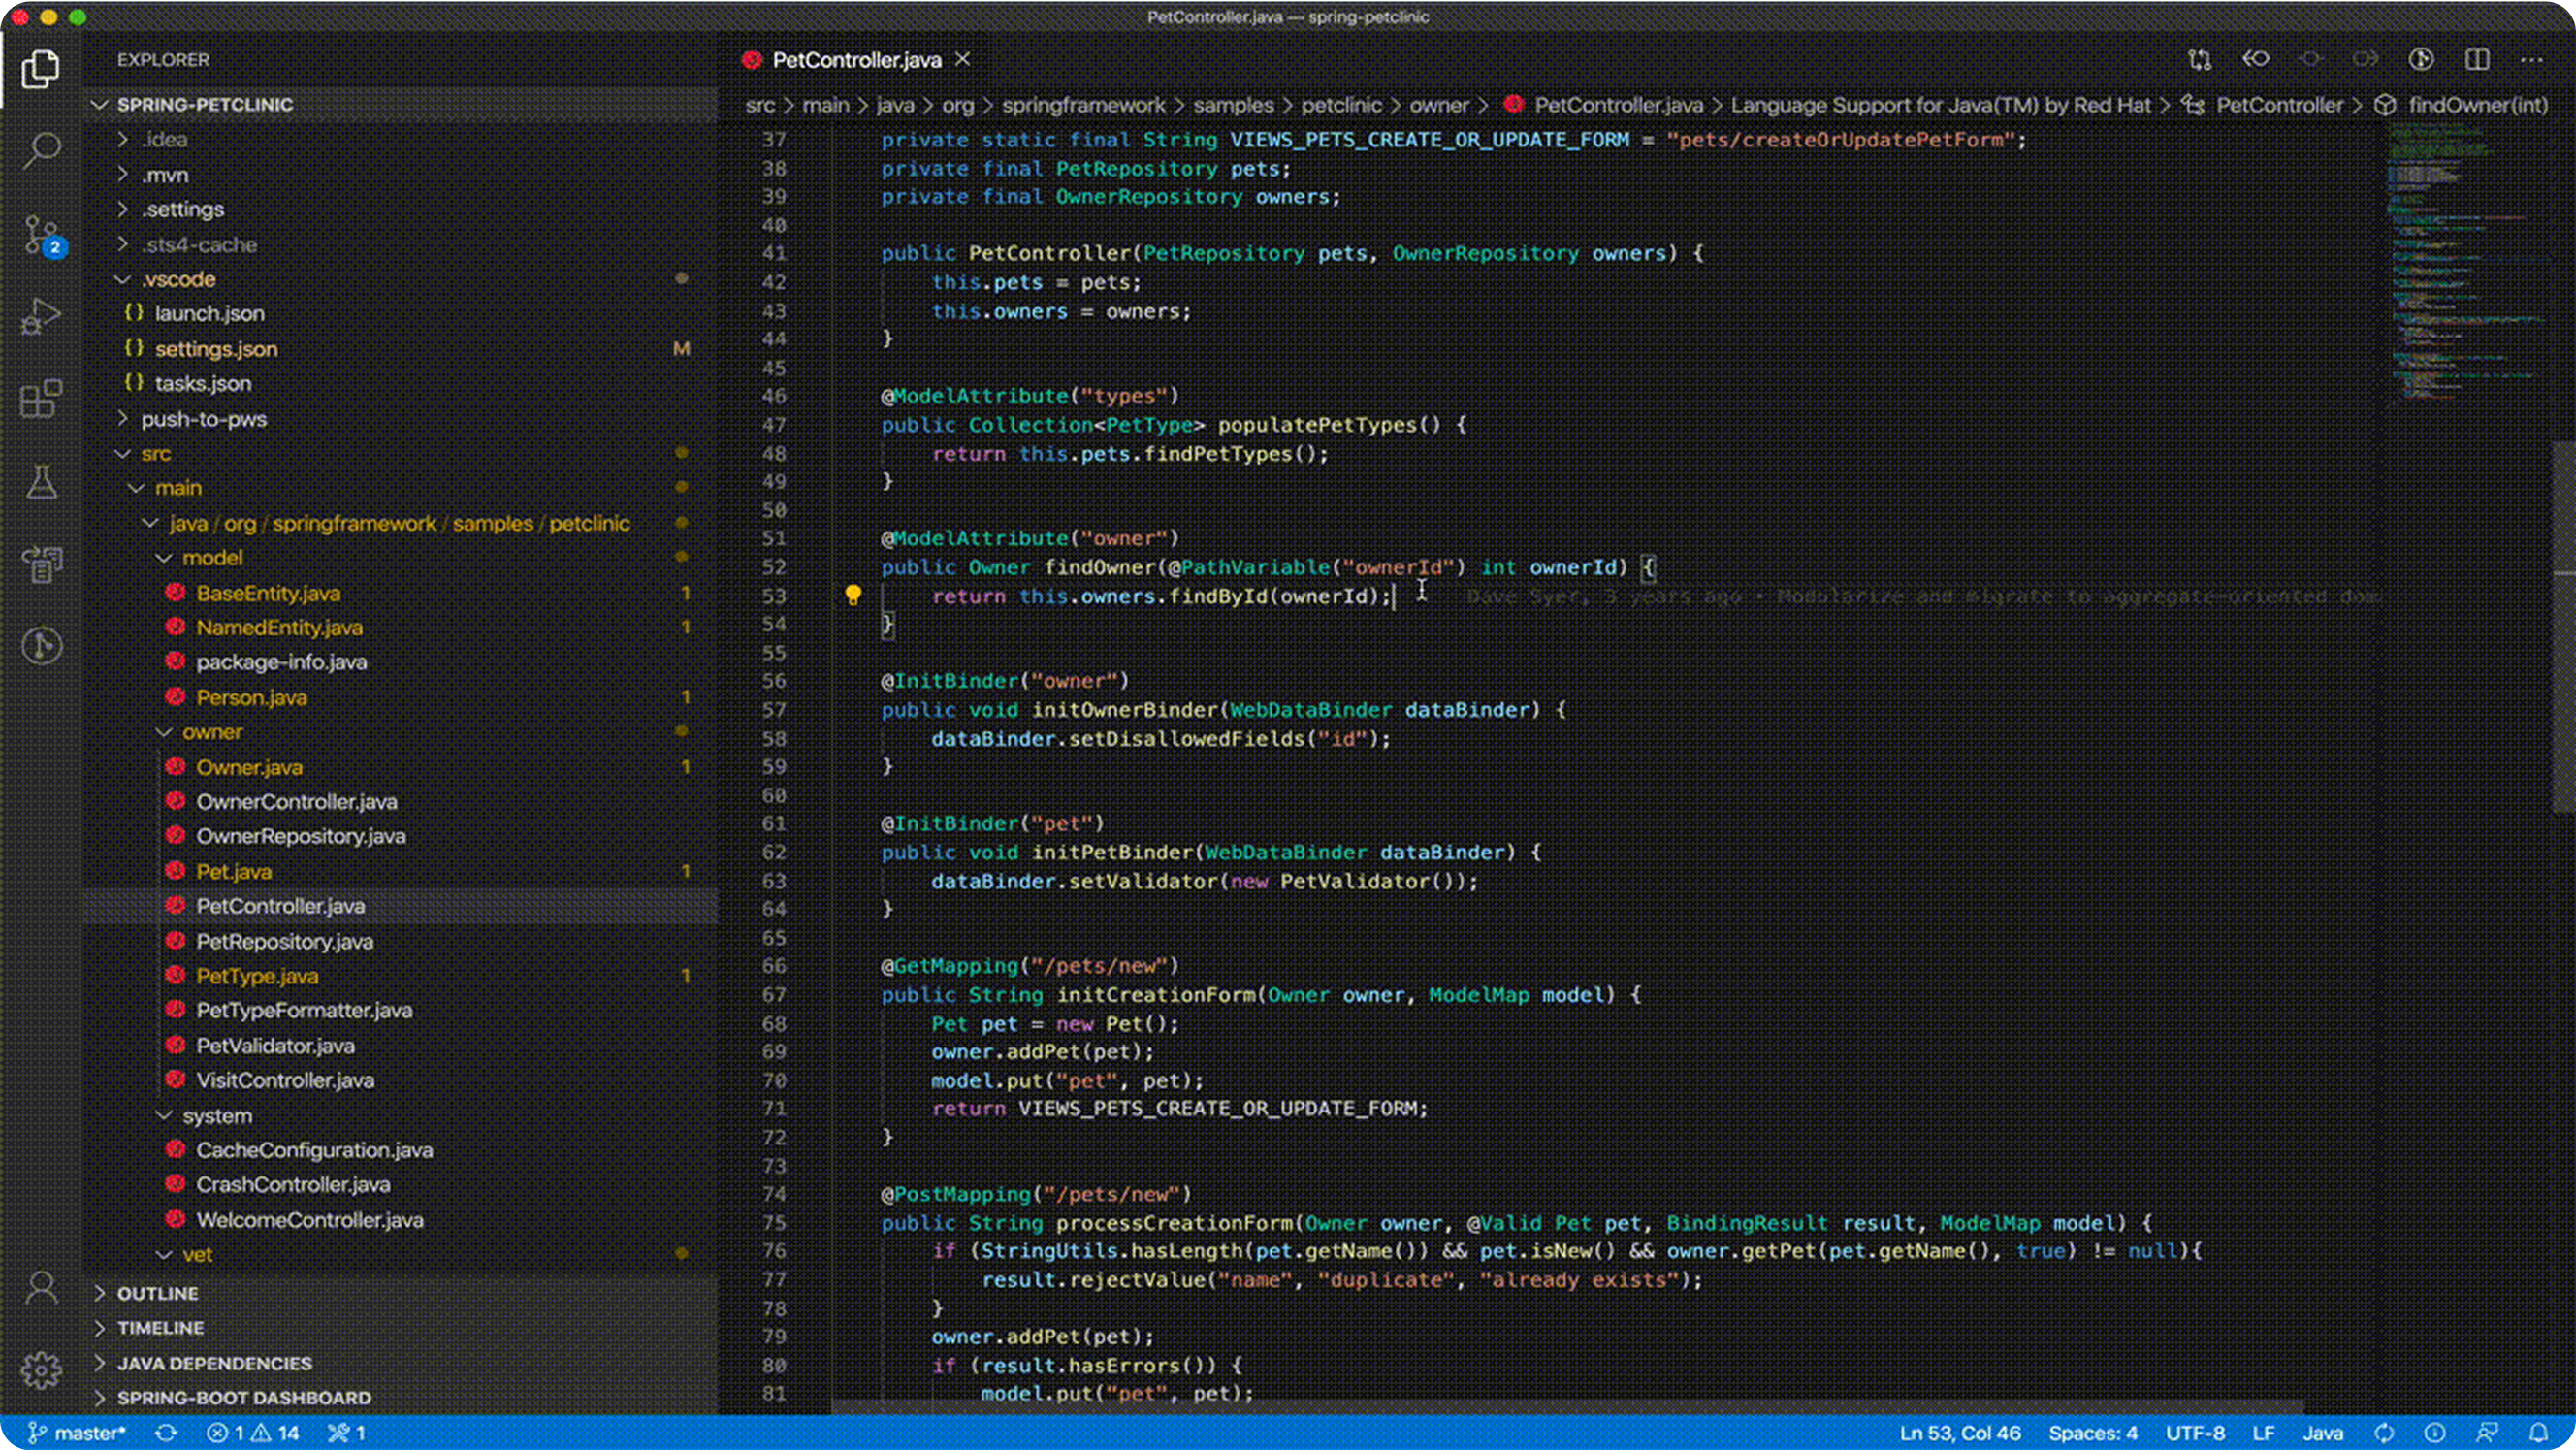 PetController.java — spring-petclinic
EXPLORER
SPRING-PETCLINIC
.idea
.mvn
.settings
2
.sts4-cache
.vscode
{} launch.json
{} settings.json M
{} tasks.json
push-to-pws
src
main
java / org / springframework / samples / petclinic
model
BaseEntity.java 1
NamedEntity.java 1
package-info.java
Person.java 1
owner
Owner.java 1
OwnerController.java
OwnerRepository.java
Pet.java 1
PetController.java
PetRepository.java
PetType.java 1
PetTypeFormatter.java
PetValidator.java
VisitController.java
system
CacheConfiguration.java
CrashController.java
WelcomeController.java
vet
OUTLINE
TIMELINE
JAVA DEPENDENCIES
SPRING-BOOT DASHBOARD
PetController.java
src > main > java > org > springframework > samples > petclinic > owner > PetController.java > Language Support for Java(TM) by Red Hat > PetController > findOwner(int)
37 private static final String VIEWS_PETS_CREATE_OR_UPDATE_FORM = "pets/createOrUpdatePetForm";
38 private final PetRepository pets;
39 private final OwnerRepository owners;
40
41 public PetController(PetRepository pets, OwnerRepository owners) {
42 this.pets = pets;
43 this.owners = owners;
44 }
45
46 @ModelAttribute("types")
47 public Collection<PetType> populatePetTypes() {
48 return this.pets.findPetTypes();
49 }
50
51 @ModelAttribute("owner")
52 public Owner findOwner(@PathVariable("ownerId") int ownerId) {
53 return this.owners.findById(ownerId); Dave Syer, 3 years ago • Modularize and migrate to aggregate-oriented dom
54 }
55
56 @InitBinder("owner")
57 public void initOwnerBinder(WebDataBinder dataBinder) {
58 dataBinder.setDisallowedFields("id");
59 }
60
61 @InitBinder("pet")
62 public void initPetBinder(WebDataBinder dataBinder) {
63 dataBinder.setValidator(new PetValidator());
64 }
65
66 @GetMapping("/pets/new")
67 public String initCreationForm(Owner owner, ModelMap model) {
68 Pet pet = new Pet();
69 owner.addPet(pet);
70 model.put("pet", pet);
71 return VIEWS_PETS_CREATE_OR_UPDATE_FORM;
72 }
73
74 @PostMapping("/pets/new")
75 public String processCreationForm(Owner owner, @Valid Pet pet, BindingResult result, ModelMap model) {
76 if (StringUtils.hasLength(pet.getName()) && pet.isNew() && owner.getPet(pet.getName(), true) != null){
77 result.rejectValue("name", "duplicate", "already exists");
78 }
79 owner.addPet(pet);
80 if (result.hasErrors()) {
81 model.put("pet", pet);
master* 1 14 1 Ln 53, Col 46 Spaces: 4 UTF-8 LF Java